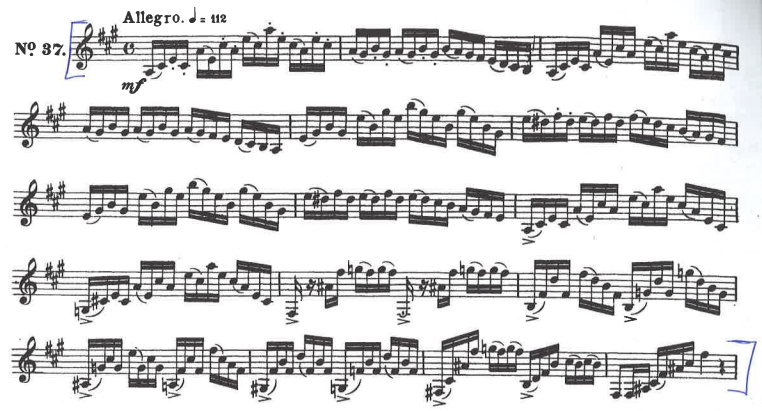 Allegro. ♩ = 112
Nº 37.
mf